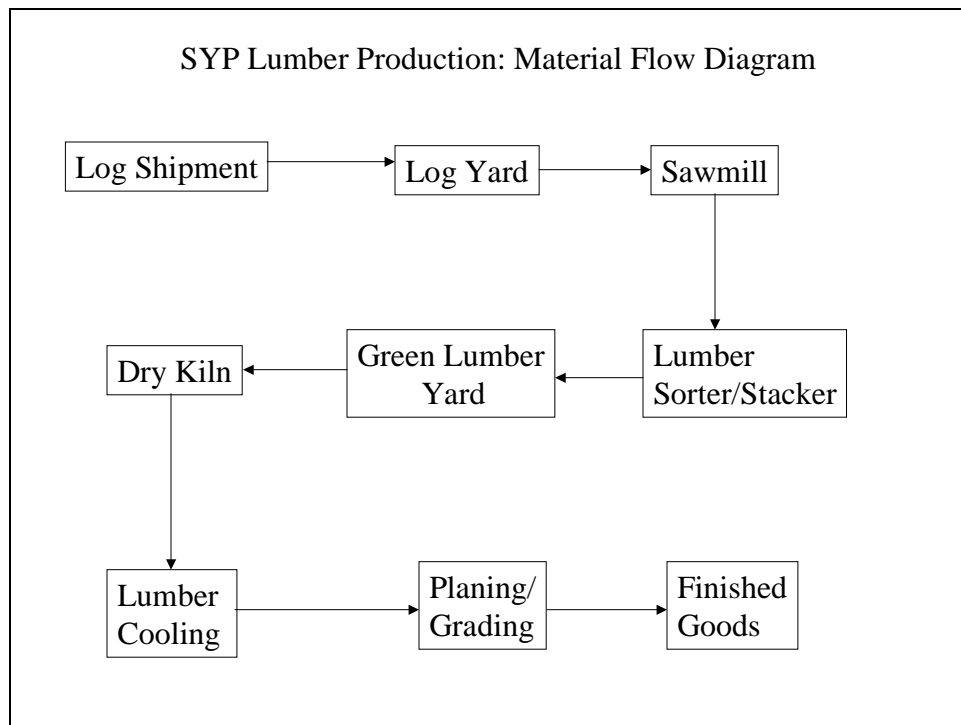 SYP Lumber Production: Material Flow Diagram
Log Shipment
Log Yard
Sawmill
Lumber
Sorter/Stacker
Green Lumber
Yard
Dry Kiln
Lumber
Cooling
Planing/
Grading
Finished
Goods